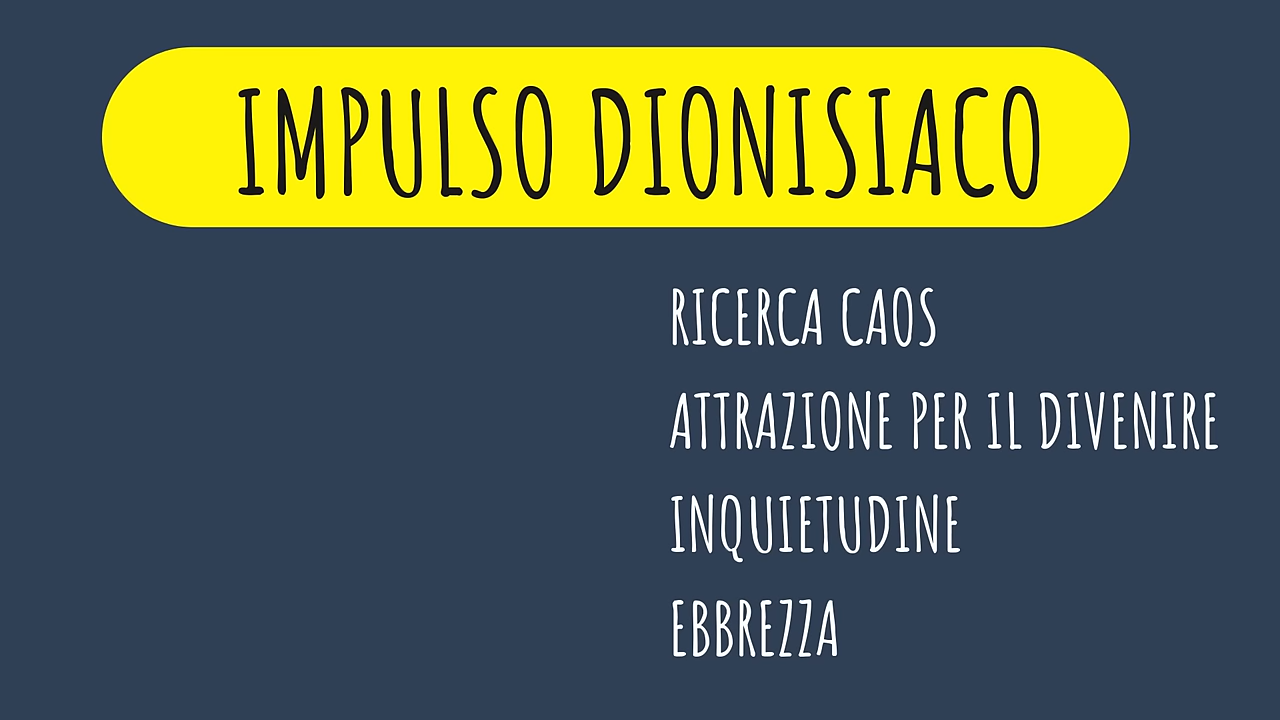 IMPULSO DIONISIACO
RICERCA CAOS
ATTRAZIONE PER IL DIVENIRE
INQUIETUDINE
EBBREZZA